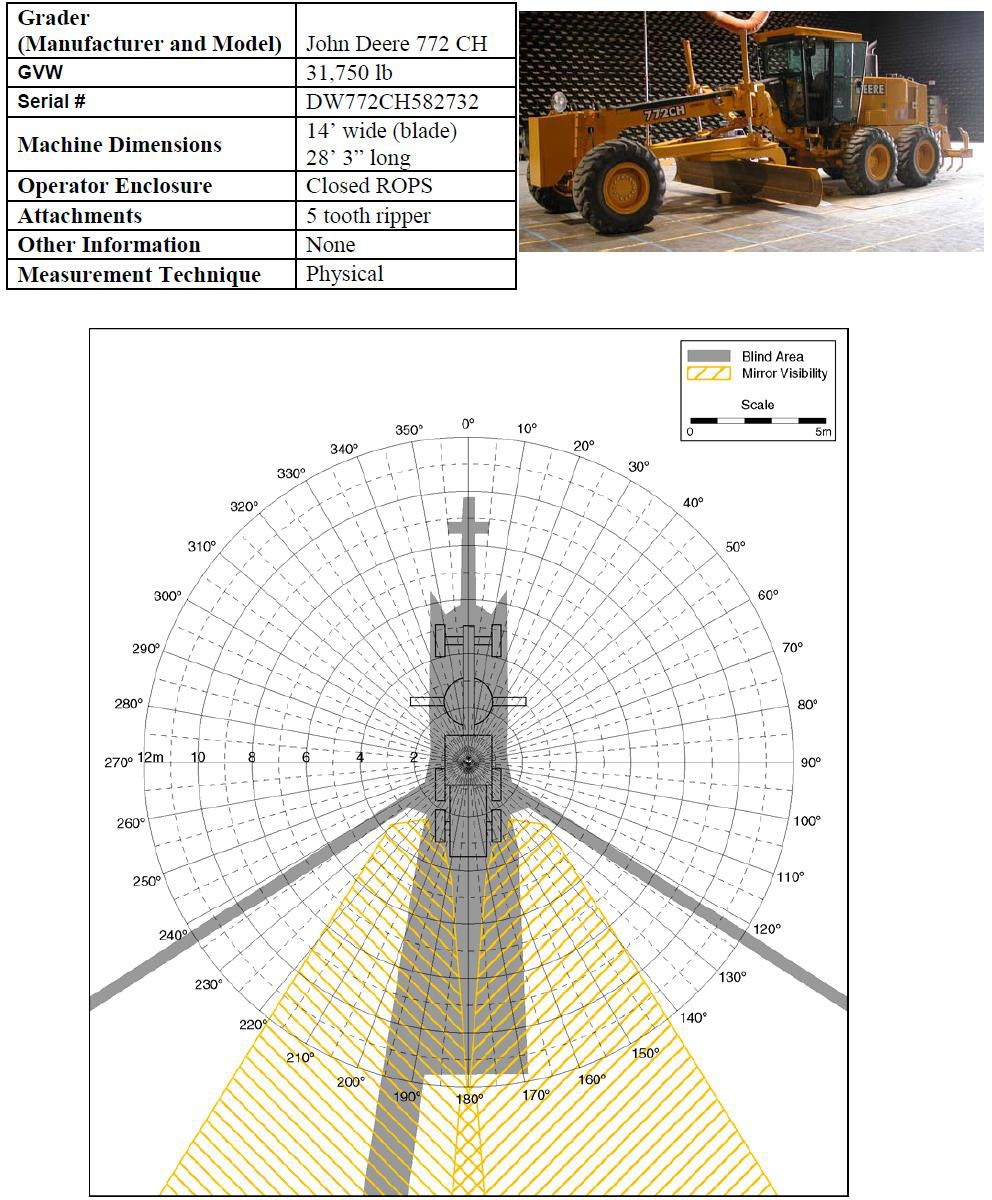 Grader
(Manufacturer and Model) John Deere 772 CH
GVW 31,750 lb
Serial # DW772CH582732
Machine Dimensions 14’ wide (blade)
28’ 3” long
Operator Enclosure Closed ROPS
Attachments 5 tooth ripper
Other Information None
Measurement Technique Physical
772CH
DEERE
Blind Area
Mirror Visibility
Scale
0 5m
0°
350° 10°
340° 20°
330° 30°
320° 40°
310° 50°
300° 60°
290° 70°
280° 80°
270° 12m 10 8 6 4 2 90°
260° 100°
250° 110°
240° 120°
230° 130°
220° 140°
210° 150°
200° 160°
190° 180° 170°